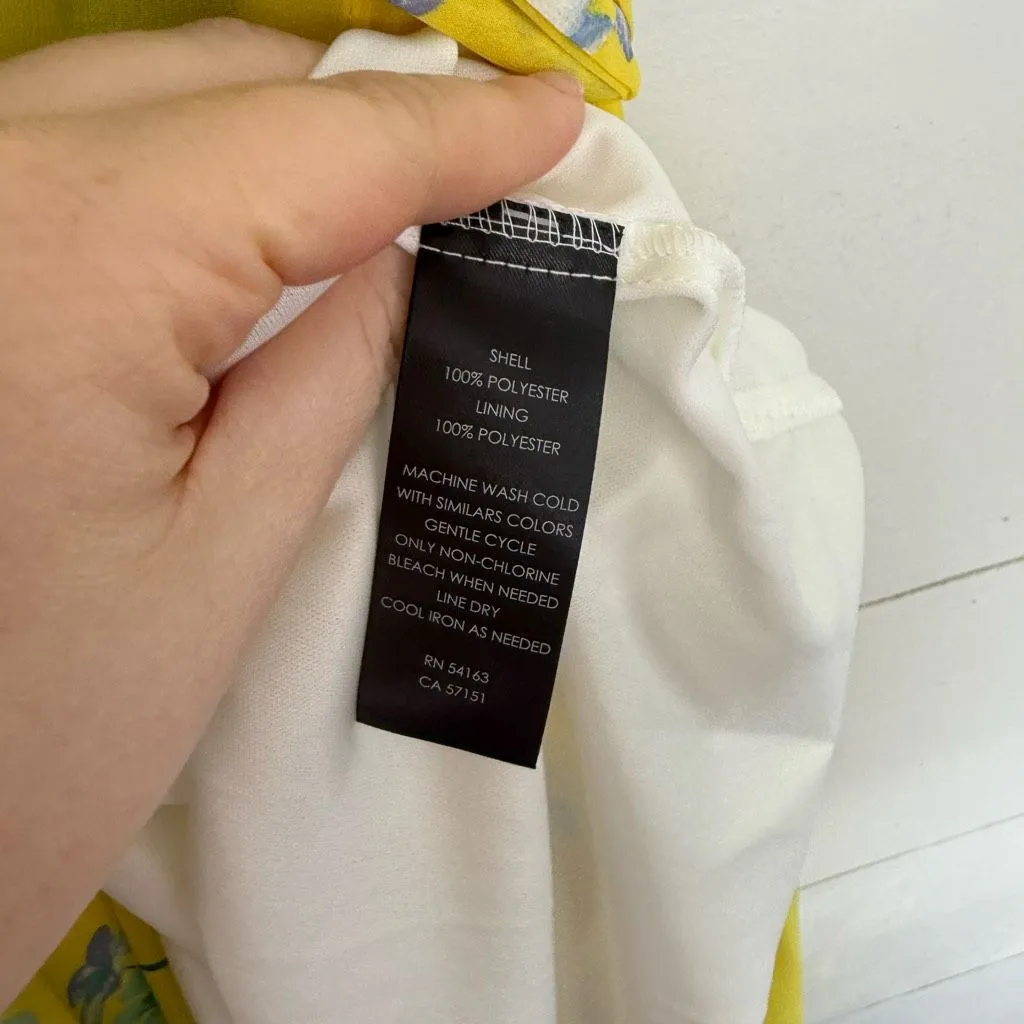 SHELL
100% POLYESTER
LINING
100% POLYESTER
MACHINE WASH COLD
WITH SIMILARS COLORS
GENTLE CYCLE
ONLY NON-CHLORINE
BLEACH WHEN NEEDED
LINE DRY
COOL IRON AS NEEDED
RN 54163
CA 57151